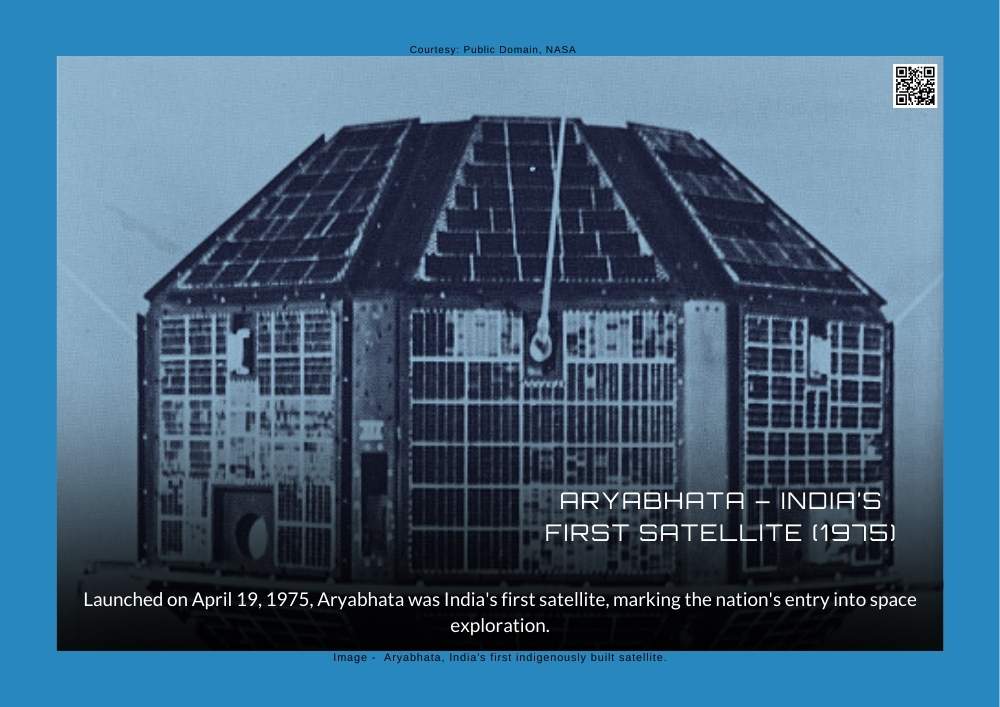 Courtesy: Public Domain, NASA
ARYABHATA – INDIA'S
FIRST SATELLITE (1975)
Launched on April 19, 1975, Aryabhata was India's first satellite, marking the nation's entry into space
exploration.
Image -  Aryabhata, India's first indigenously built satellite.